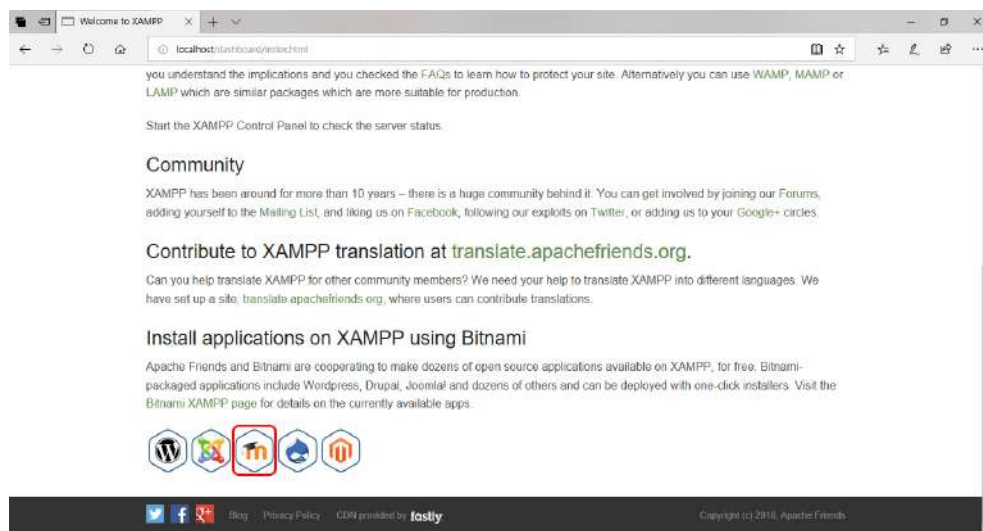 Welcome to XAMPP
localhost/dashboard/index.html
you understand the implications and you checked the FAQs to learn how to protect your site. Alternatively you can use WAMP, MAMP or
LAMP which are similar packages which are more suitable for production.
Start the XAMPP Control Panel to check the server status.
Community
XAMPP has been around for more than 10 years – there is a huge community behind it. You can get involved by joining our Forums,
adding yourself to the Mailing List, and liking us on Facebook, following our exploits on Twitter, or adding us to your Google+ circles.
Contribute to XAMPP translation at translate.apachefriends.org.
Can you help translate XAMPP for other community members? We need your help to translate XAMPP into different languages. We
have set up a site, translate.apachefriends.org, where users can contribute translations.
Install applications on XAMPP using Bitnami
Apache Friends and Bitnami are cooperating to make dozens of open source applications available on XAMPP, for free. Bitnami-
packaged applications include Wordpress, Drupal, Joomla! and dozens of others and can be deployed with one-click installers. Visit the
Bitnami XAMPP page for details on the currently available apps.
Blog Privacy Policy CDN provided by fastly Copyright (c) 2018, Apache Friends